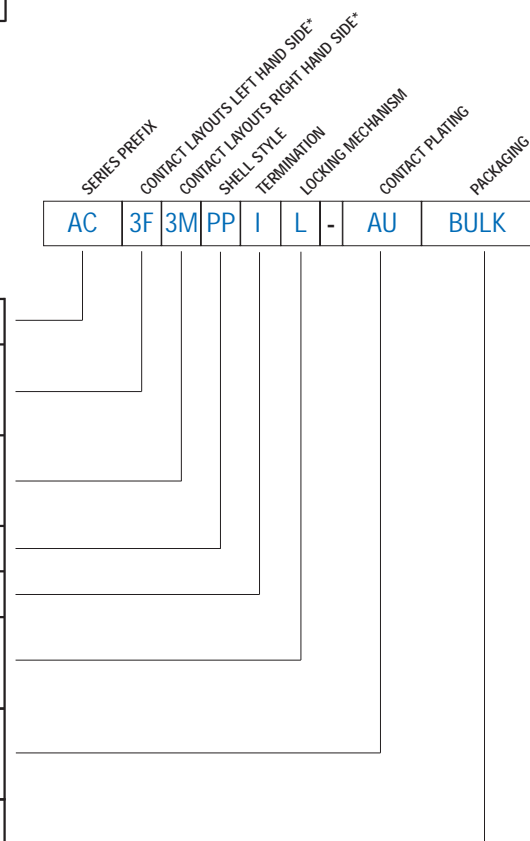 SERIES PREFIX
CONTACT LAYOUTS LEFT HAND SIDE*
CONTACT LAYOUTS RIGHT HAND SIDE*
SHELL STYLE
TERMINATION
LOCKING MECHANISM
CONTACT PLATING
PACKAGING
AC 3F 3M PP I L - AU BULK